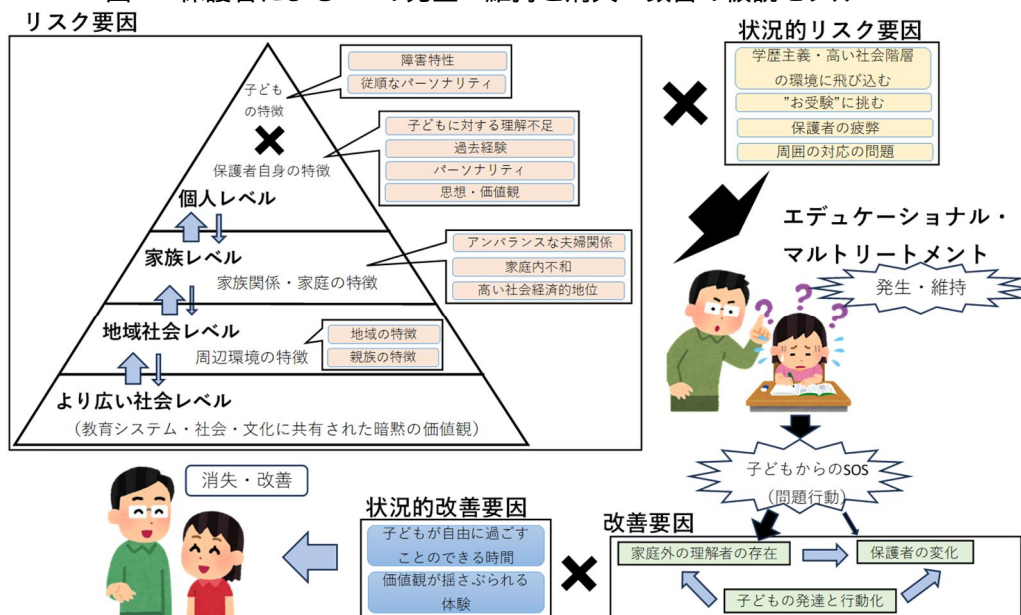 リスク要因
子ども
の特徴
保護者自身の特徴
個人レベル
障害特性
従順なパーソナリティ
子どもに対する理解不足
過去経験
パーソナリティ
思想・価値観
家族レベル
家族関係・家庭の特徴
アンバランスな夫婦関係
家庭内不和
高い社会経済的地位
地域社会レベル
周辺環境の特徴
地域の特徴
親族の特徴
より広い社会レベル
（教育システム・社会・文化に共有された暗黙の価値観）
状況的リスク要因
学歴主義・高い社会階層
の環境に飛び込む
”お受験”に挑む
保護者の疲弊
周囲の対応の問題
エデュケーショナル・
マルトリートメント
発生・維持
子どもからのSOS
（問題行動）
改善要因
家庭外の理解者の存在
保護者の変化
子どもの発達と行動化
状況的改善要因
子どもが自由に過ごす
ことのできる時間
価値観が揺さぶられる
体験
消失・改善